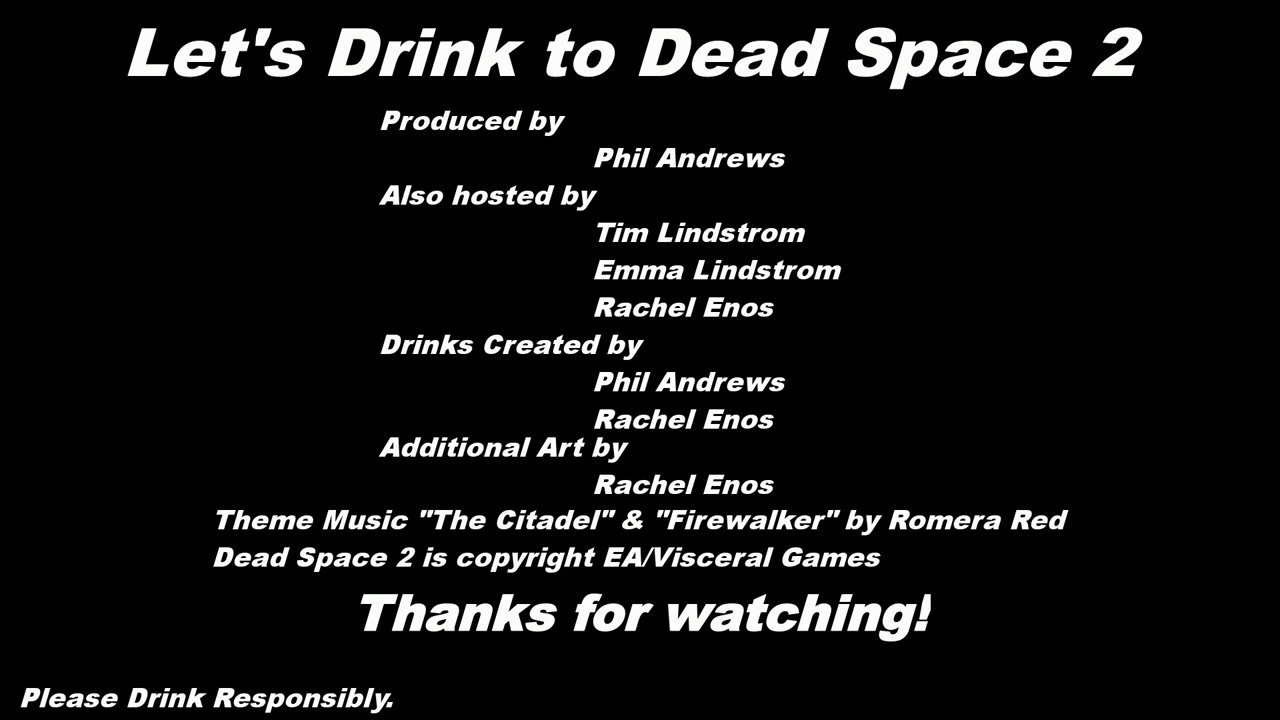 Let's Drink to Dead Space 2
Produced by
Phil Andrews
Also hosted by
Tim Lindstrom
Emma Lindstrom
Rachel Enos
Drinks Created by
Phil Andrews
Rachel Enos
Additional Art by
Rachel Enos
Theme Music "The Citadel" & "Firewalker" by Romera Red
Dead Space 2 is copyright EA/Visceral Games
Thanks for watching!
Please Drink Responsibly.